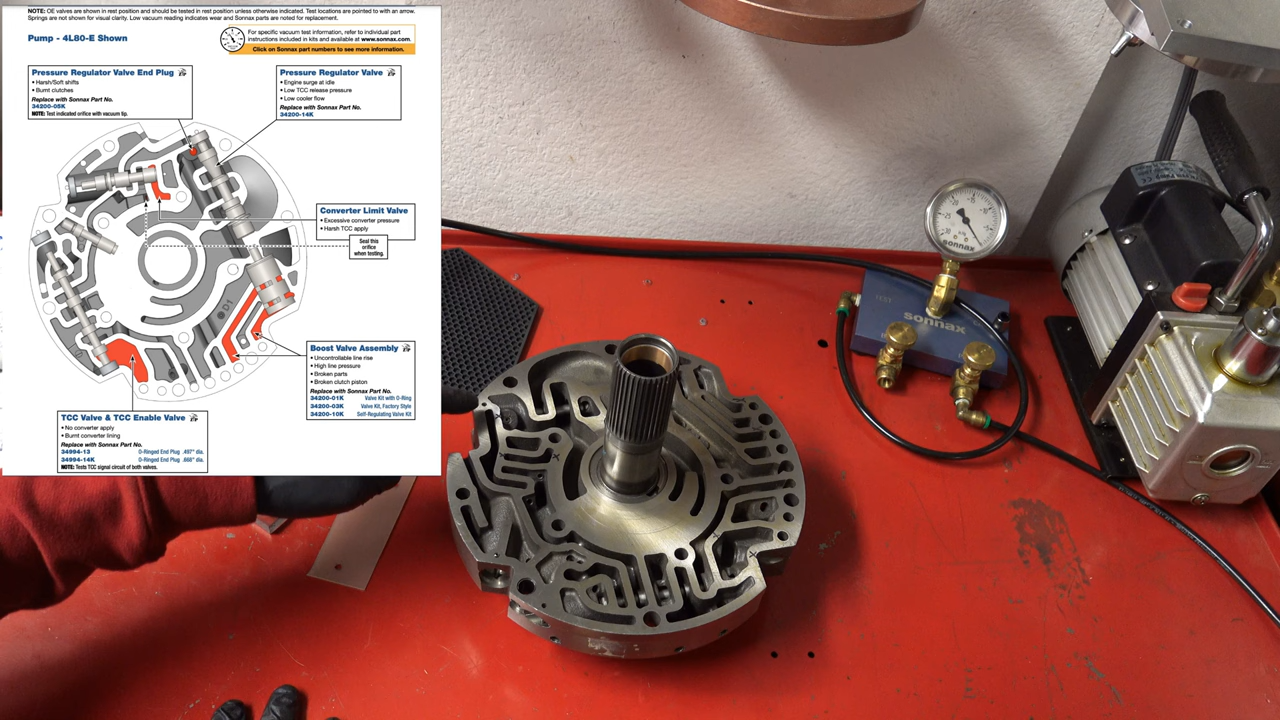 NOTE: OE valves are shown in rest position and should be tested in rest position unless otherwise indicated. Test locations are pointed to with an arrow.
Springs are not shown for visual clarity. Low vacuum reading indicates wear and Sonnax parts are noted for replacement.
Pump - 4L80-E Shown
For specific vacuum test information, refer to individual part
instructions included in kits and available at www.sonnax.com.
Click on Sonnax part numbers to see more information.
Pressure Regulator Valve End Plug
• Harsh/Soft shifts
• Burnt clutches
Replace with Sonnax Part No.
34200-05K
NOTE: Test indicated orifice with vacuum tip.
Pressure Regulator Valve
• Engine surge at idle
• Low TCC release pressure
• Low cooler flow
Replace with Sonnax Part No.
34200-14K
Converter Limit Valve
• Excessive converter pressure
• Harsh TCC apply
Seal this
orifice
when testing.
D1
Boost Valve Assembly
• Uncontrollable line rise
• High line pressure
• Broken parts
• Broken clutch piston
Replace with Sonnax Part No.
34200-01K Valve Kit with O-Ring
34200-03K Valve Kit, Factory Style
34200-10K Self-Regulating Valve Kit
TCC Valve & TCC Enable Valve
• No converter apply
• Burnt converter lining
Replace with Sonnax Part No.
34994-13 O-Ringed End Plug .497" dia.
34994-14K O-Ringed End Plug .668" dia.
NOTE: Tests TCC signal circuit of both valves.
sonnax
TEST
sonnax